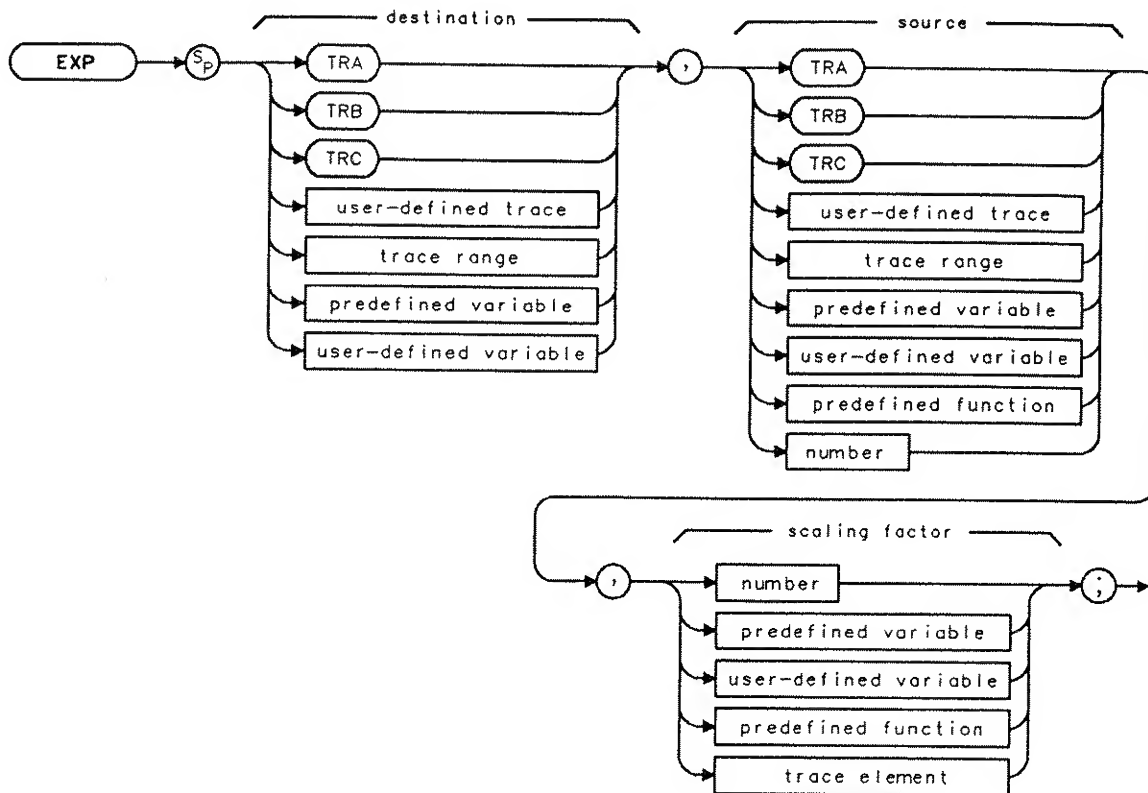 destination
source
EXP
SP
TRA
TRB
TRC
user-defined trace
trace range
predefined variable
user-defined variable
,
TRA
TRB
TRC
user-defined trace
trace range
predefined variable
user-defined variable
predefined function
number
scaling factor
,
number
predefined variable
user-defined variable
predefined function
trace element
;